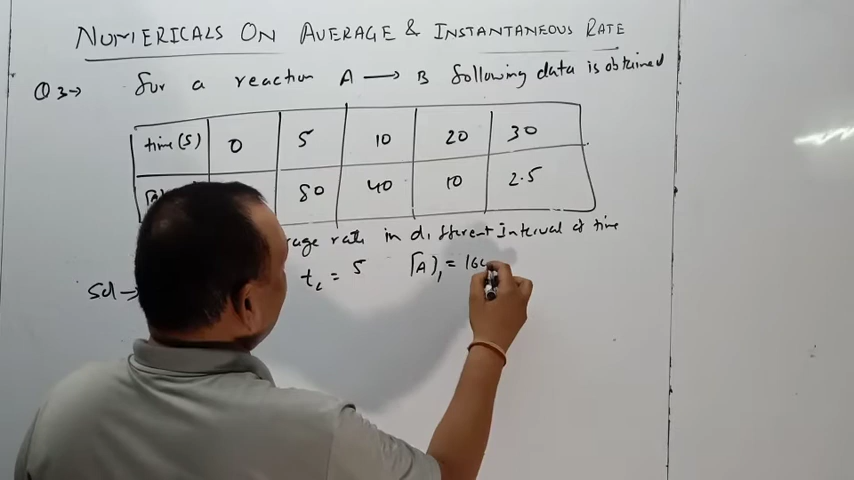 NUMERICALS ON AVERAGE & INSTANTANEOUS RATE
Q 3→ for a reaction A → B following data is obtained
time(s) 0 5 10 20 30
80 40 10 2.5
rage rate in different Interval of time
Sol→ t₂ = 5 [A]₁ = 16